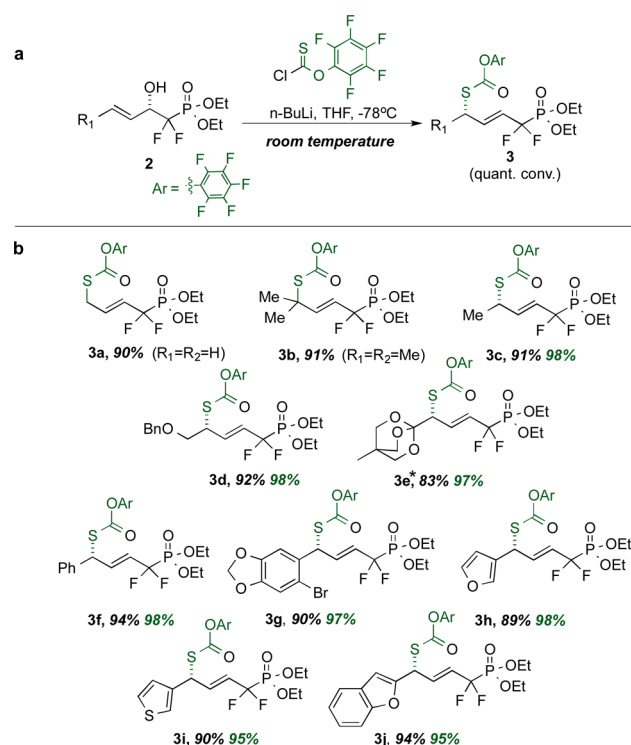 a
OH
R1
F F
P
O
OEt
OEt
2
Ar =
F
F
F
F
F
S
Cl
O
F
F
F
F
F
n-BuLi, THF, -78ºC
room temperature
OAr
S
O
R1
F F
P
O
OEt
OEt
3
(quant. conv.)
b
OAr
S
O
O
P
OEt
OEt
F F
3a, 90% (R1=R2=H)
OAr
S
O
Me
Me
O
P
OEt
OEt
F F
3b, 91% (R1=R2=Me)
OAr
S
O
Me
O
P
OEt
OEt
F F
3c, 91% 98%
OAr
S
O
BnO
O
P
OEt
OEt
F F
3d, 92% 98%
OAr
S
O
O
O
O
O
P
OEt
OEt
F F
3e*, 83% 97%
OAr
S
O
Ph
O
P
OEt
OEt
F F
3f, 94% 98%
OAr
S
O
O
O
Br
O
P
OEt
OEt
F F
3g, 90% 97%
OAr
S
O
O
O
P
OEt
OEt
F F
3h, 89% 98%
OAr
S
O
S
O
P
OEt
OEt
F F
3i, 90% 95%
OAr
S
O
O
O
P
OEt
OEt
F F
3j, 94% 95%